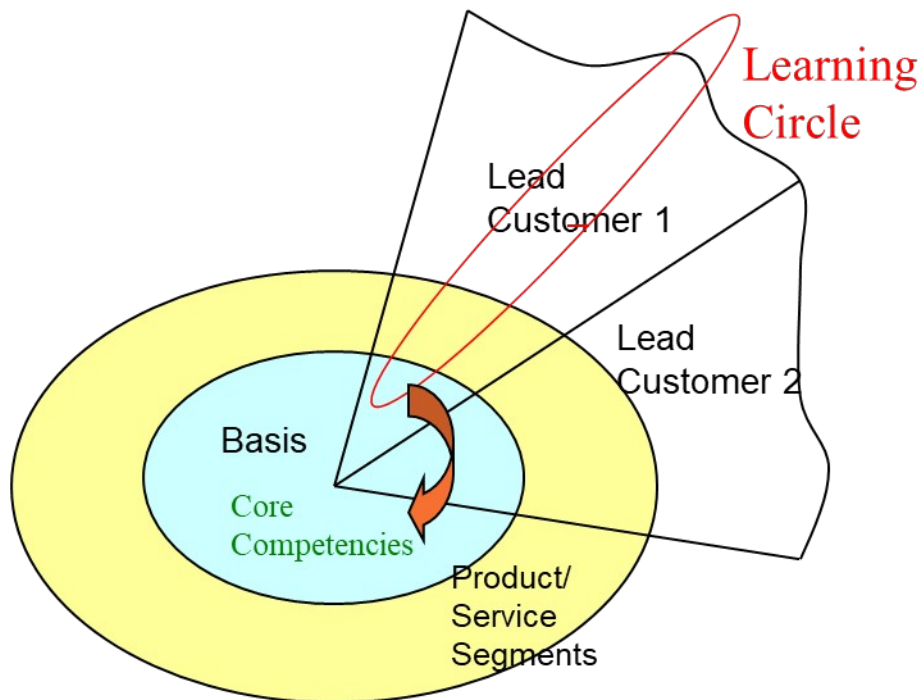 Learning
Circle
Lead
Customer 1
Lead
Customer 2
Basis
Core
Competencies
Product/
Service
Segments